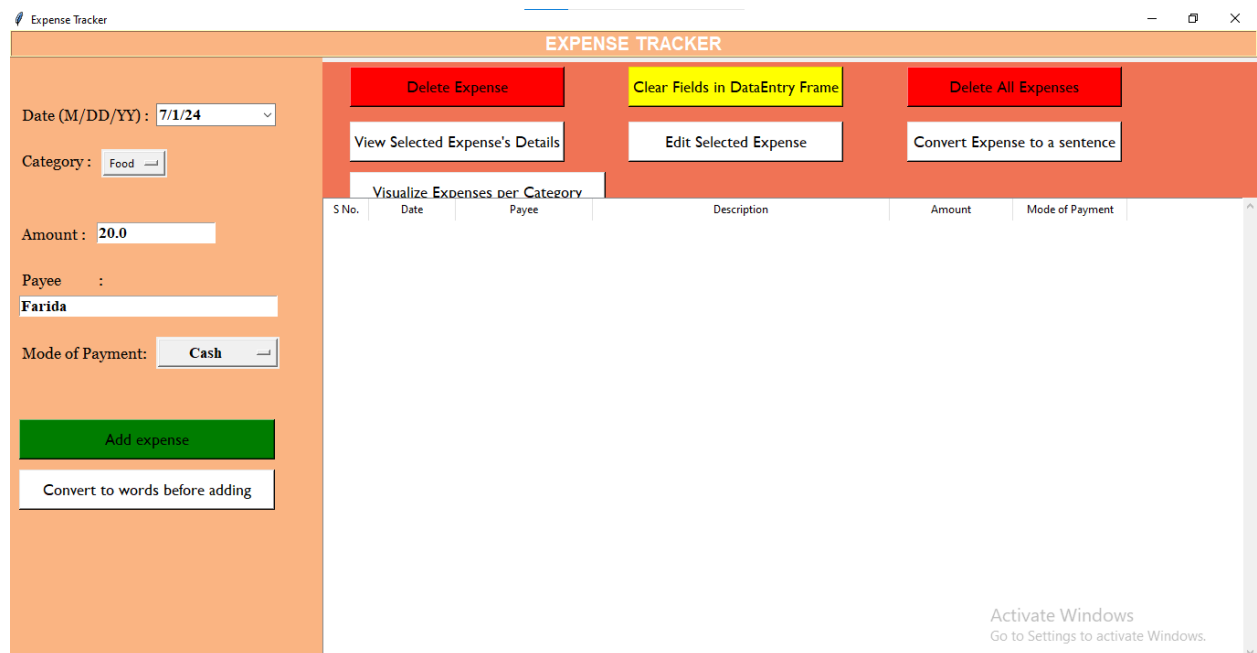 Expense Tracker
EXPENSE TRACKER
Delete Expense Clear Fields in DataEntry Frame Delete All Expenses
Date (M/DD/YY) : 7/1/24
View Selected Expense's Details Edit Selected Expense Convert Expense to a sentence
Category : Food
Visualize Expenses per Category
S No. Date Payee Description Amount Mode of Payment
Amount : 20.0
Payee :
Farida
Mode of Payment: Cash
Add expense
Convert to words before adding
Activate Windows
Go to Settings to activate Windows.